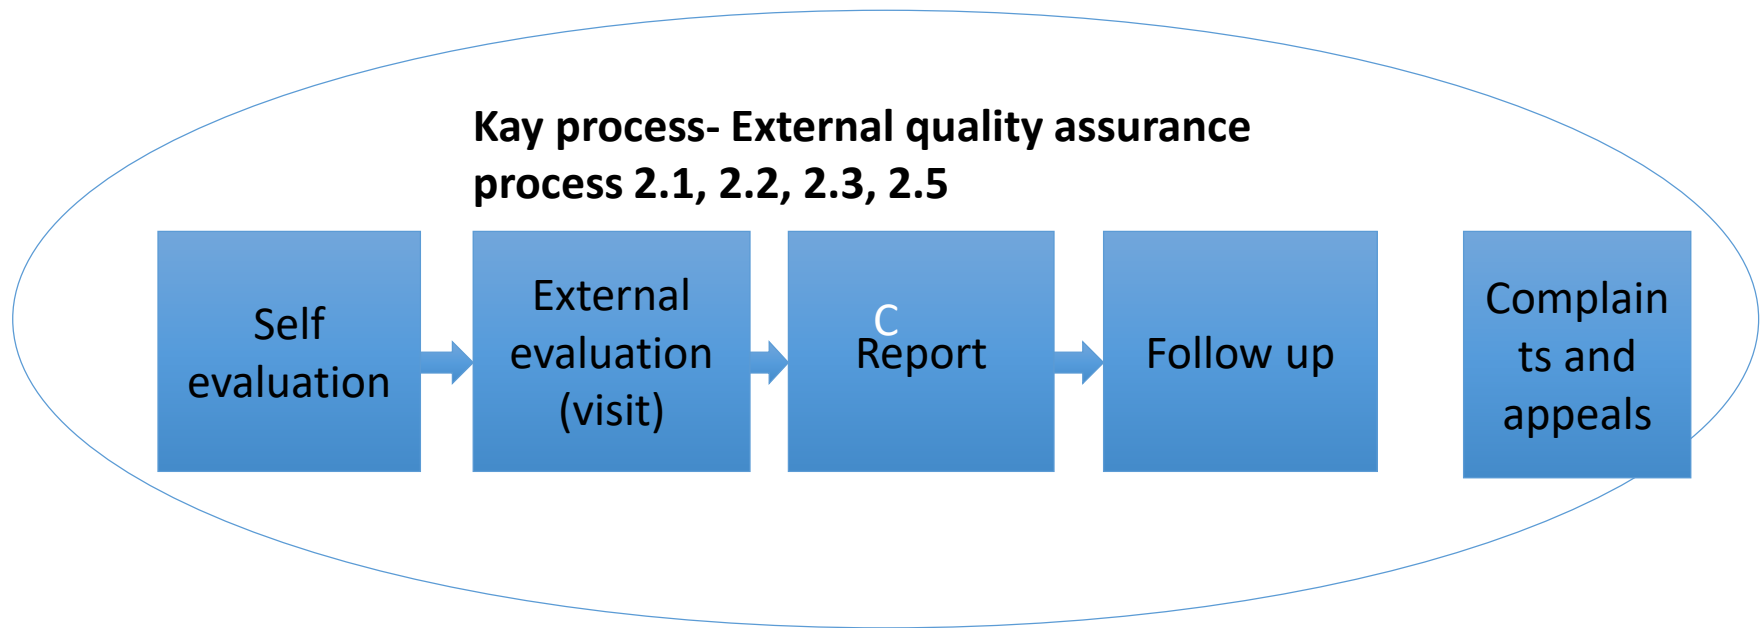 Kay process- External quality assurance
process 2.1, 2.2, 2.3, 2.5
Self
evaluation
External
evaluation
(visit)
C
Report
Follow up
Complain
ts and
appeals